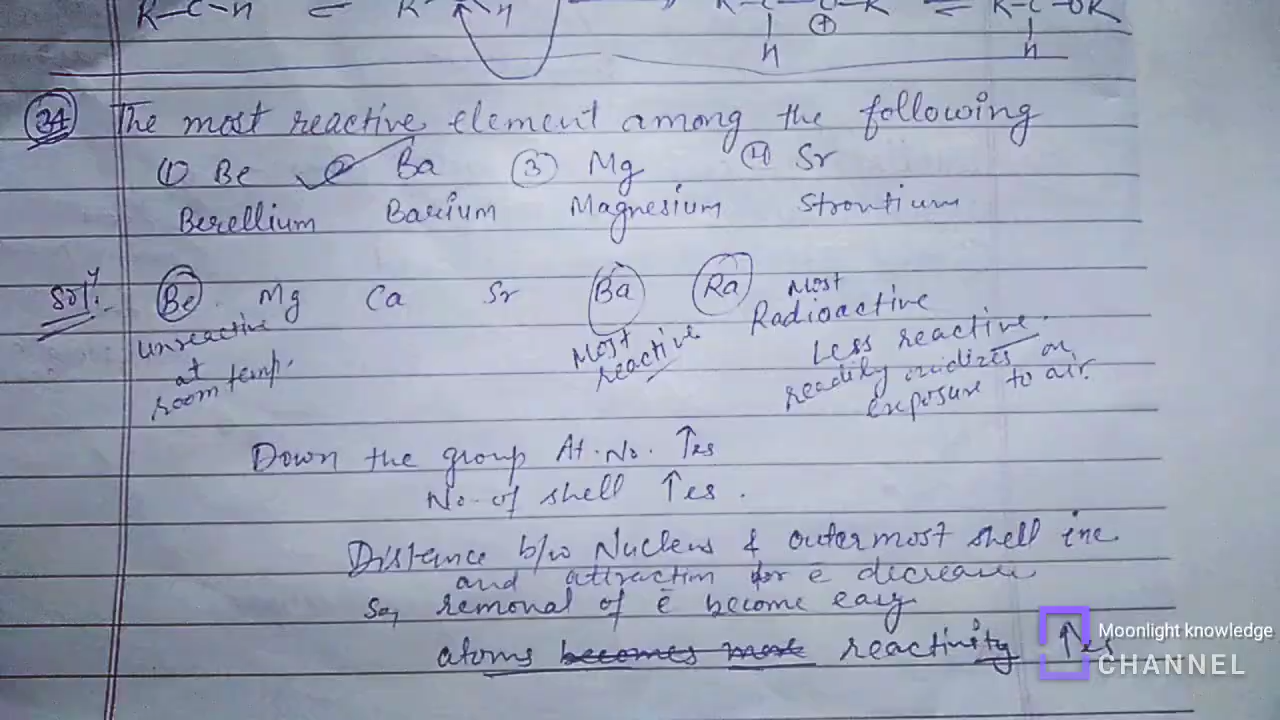 R-C-H ⇌ R H R-C-O-R ⇌ R-C-OR
⊕
H H
34 The most reactive element among the following
① Be ② Ba ③ Mg ④ Sr
Berellium Barium Magnesium Strontium
Solⁿ: Be Mg Ca Sr Ba Ra Most
Radioactive
unreactive
at
room temp.
Most
reactive
Less reactive.
readily oxidizes on
exposure to air.
Down the group At. No. ↑es
No. of shell ↑es.
Distance b/w Nucleus & outermost shell inc.
and attraction for ē decrease
So, removal of ē become easy
atoms becomes more reactivity ↑es
Moonlight knowledge
CHANNEL